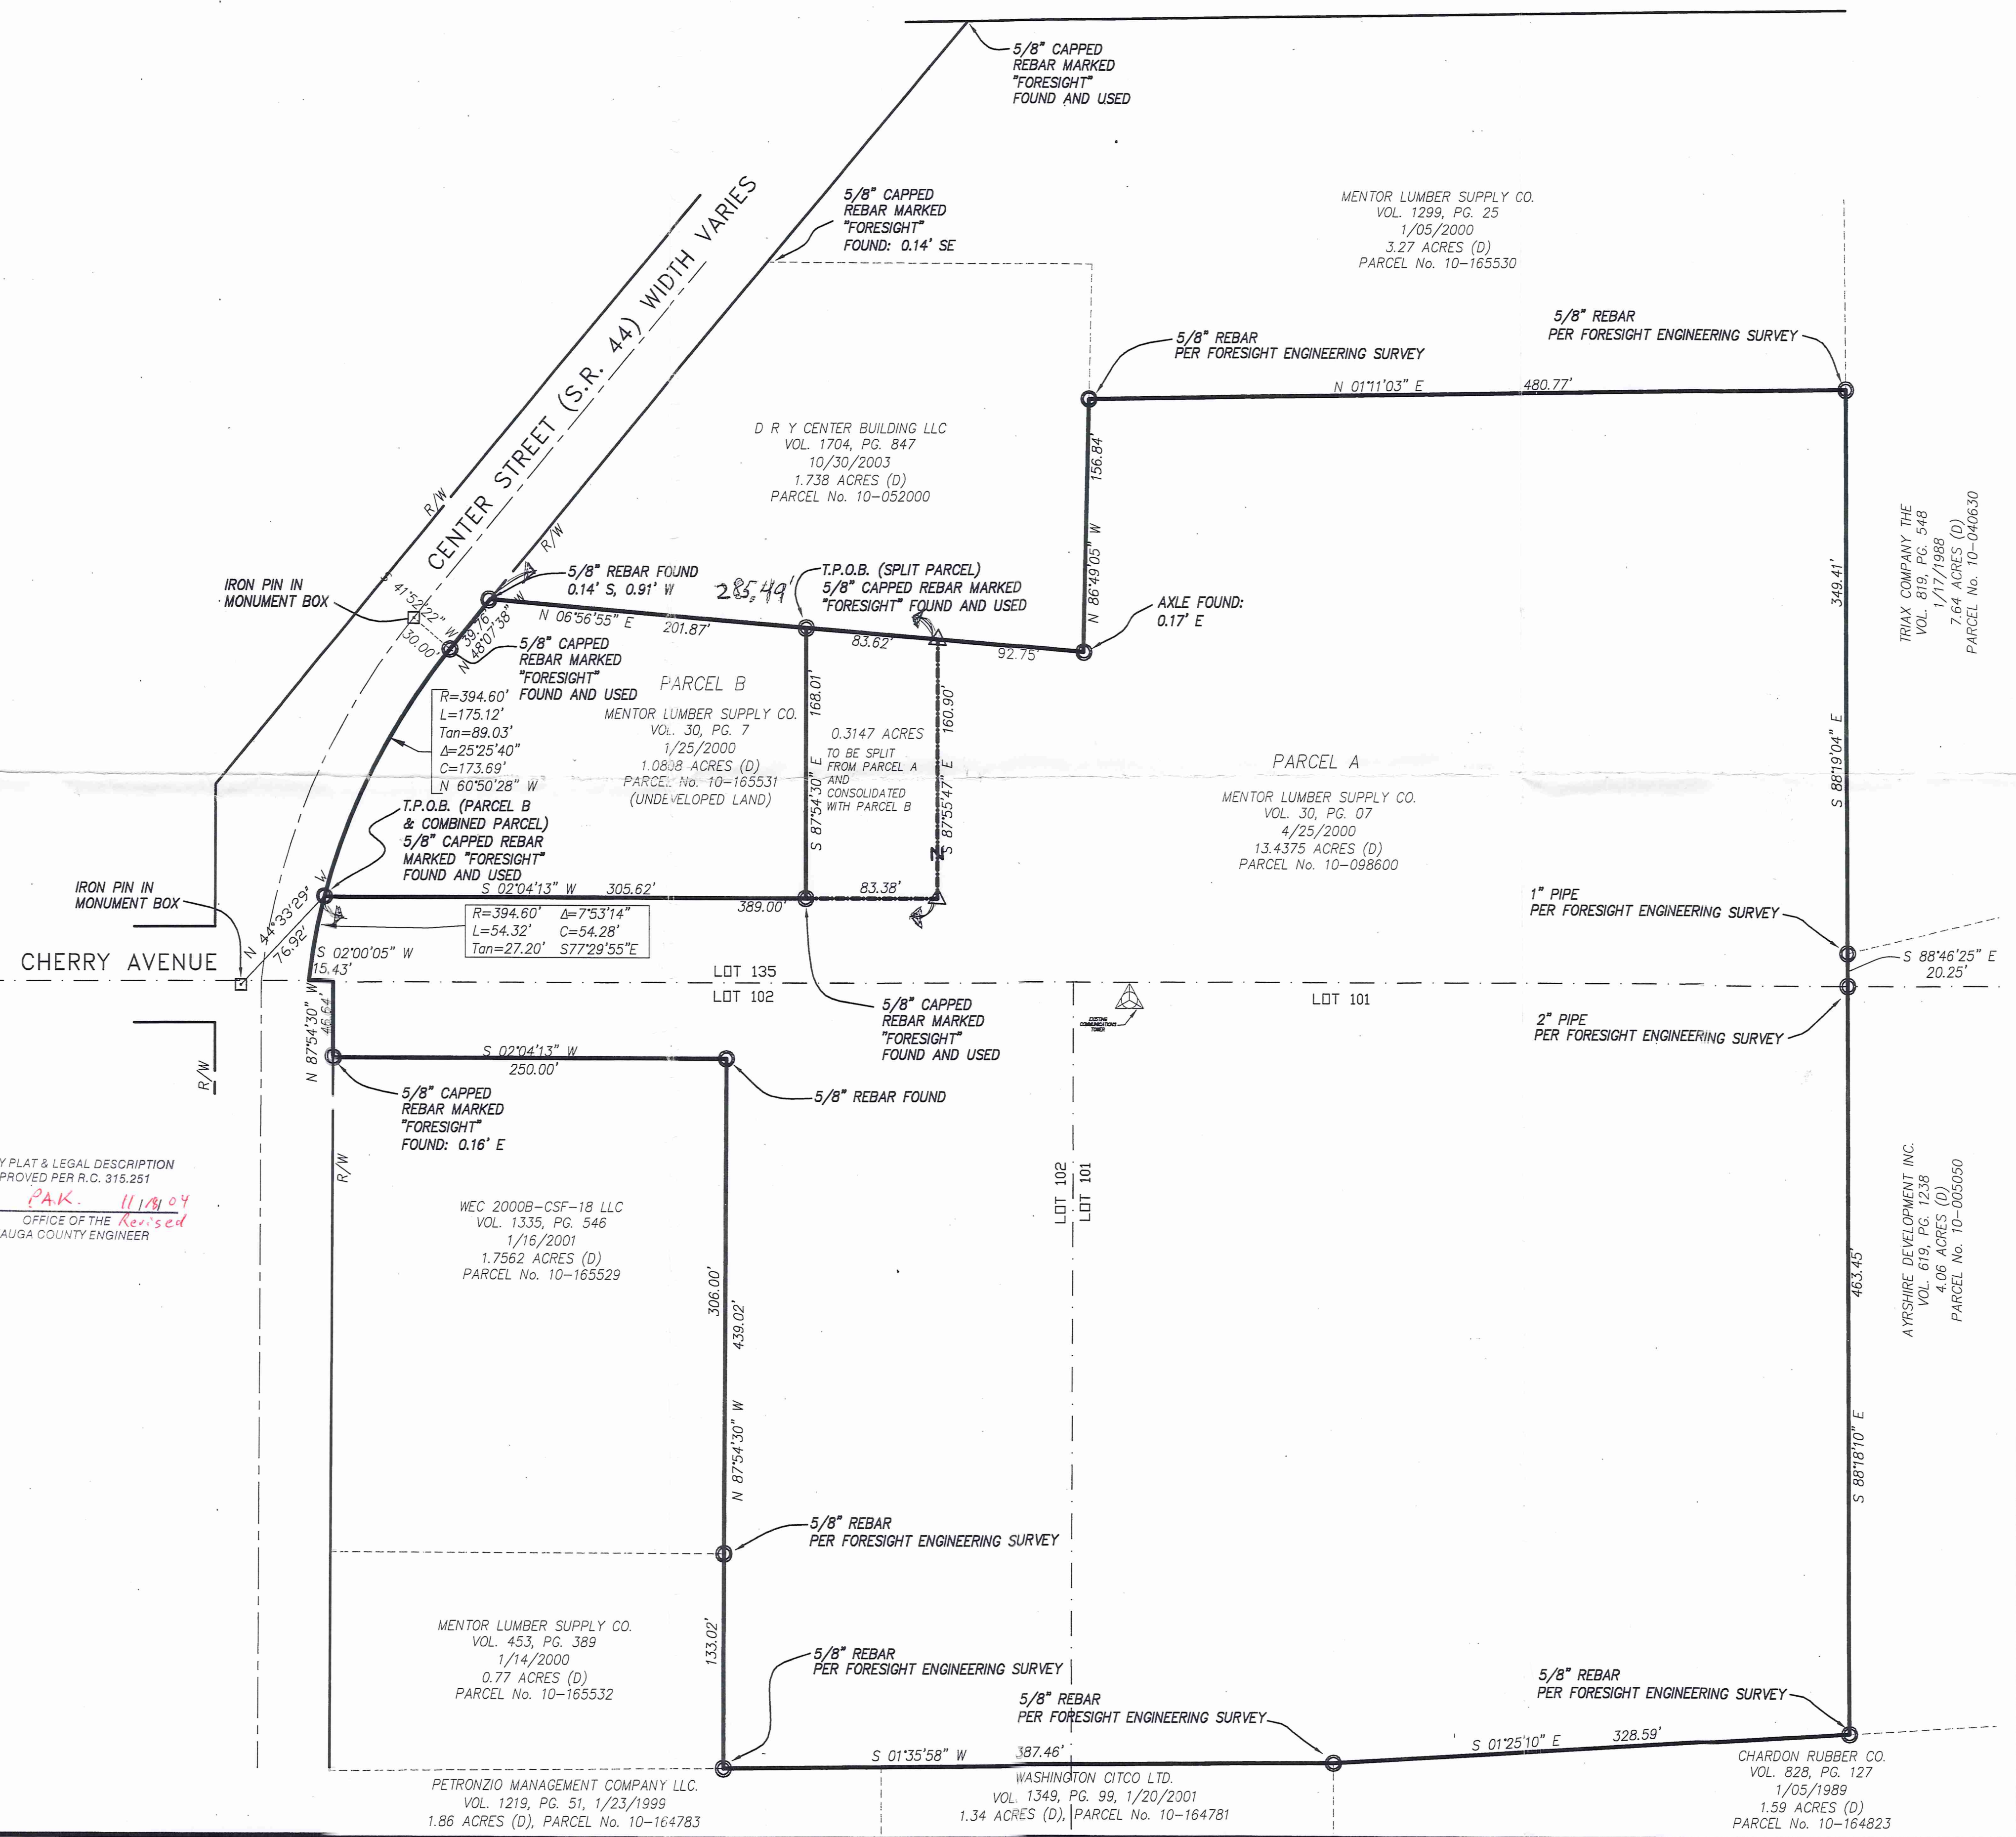 5/8" CAPPED
REBAR MARKED
"FORESIGHT"
FOUND AND USED
5/8" CAPPED
REBAR MARKED
"FORESIGHT"
FOUND: 0.14' SE
MENTOR LUMBER SUPPLY CO.
VOL. 1299, PG. 25
1/05/2000
3.27 ACRES (D)
PARCEL No. 10-165530
CENTER STREET (S.R. 44) WIDTH VARIES
R/W
R/W
5/8" REBAR
PER FORESIGHT ENGINEERING SURVEY
5/8" REBAR
PER FORESIGHT ENGINEERING SURVEY
N 01°11'03" E 480.77'
D R Y CENTER BUILDING LLC
VOL. 1704, PG. 847
10/30/2003
1.738 ACRES (D)
PARCEL No. 10-052000
N 86°49'05" W 156.84'
S 88°19'04" E 349.41'
TRIAX COMPANY THE
VOL. 819, PG. 548
1/17/1988
7.64 ACRES (D)
PARCEL No. 10-040630
IRON PIN IN
MONUMENT BOX
S 41°52'22" W
30.00'
39.76'
N 48°07'38" W
5/8" REBAR FOUND
0.14' S, 0.91' W
285.49'
T.P.O.B. (SPLIT PARCEL)
5/8" CAPPED REBAR MARKED
"FORESIGHT" FOUND AND USED
AXLE FOUND:
0.17' E
N 06°56'55" E 201.87'
83.62'
92.75'
5/8" CAPPED
REBAR MARKED
"FORESIGHT"
FOUND AND USED
R=394.60'
L=175.12'
Tan=89.03'
Δ=25°25'40"
C=173.69'
N 60°50'28" W
PARCEL B
MENTOR LUMBER SUPPLY CO.
VOL. 30, PG. 7
1/25/2000
1.0808 ACRES (D)
PARCEL No. 10-165531
(UNDEVELOPED LAND)
S 87°54'30" E 168.01'
0.3147 ACRES
TO BE SPLIT
FROM PARCEL A
AND
CONSOLIDATED
WITH PARCEL B
S 87°55'47" E 160.90'
N
PARCEL A
MENTOR LUMBER SUPPLY CO.
VOL. 30, PG. 07
4/25/2000
13.4375 ACRES (D)
PARCEL No. 10-098600
T.P.O.B. (PARCEL B
& COMBINED PARCEL)
5/8" CAPPED REBAR
MARKED "FORESIGHT"
FOUND AND USED
IRON PIN IN
MONUMENT BOX
N 44°33'29" W
76.92'
S 02°04'13" W 305.62'
389.00'
83.38'
R=394.60' Δ=7°53'14"
L=54.32' C=54.28'
Tan=27.20' S77°29'55"E
1" PIPE
PER FORESIGHT ENGINEERING SURVEY
S 88°46'25" E
20.25'
CHERRY AVENUE
S 02°00'05" W
15.43'
LOT 135
LOT 102
LOT 101
EXISTING
COMMUNICATIONS
TOWER
5/8" CAPPED
REBAR MARKED
"FORESIGHT"
FOUND AND USED
2" PIPE
PER FORESIGHT ENGINEERING SURVEY
N 87°54'30" W
46.64'
R/W
S 02°04'13" W
250.00'
5/8" REBAR FOUND
5/8" CAPPED
REBAR MARKED
"FORESIGHT"
FOUND: 0.16' E
R/W
Y PLAT & LEGAL DESCRIPTION
PROVED PER R.C. 315.251
P.A.K.
OFFICE OF THE Revised
AUGA COUNTY ENGINEER
WEC 2000B-CSF-18 LLC
VOL. 1335, PG. 546
1/16/2001
1.7562 ACRES (D)
PARCEL No. 10-165529
306.00'
N 87°54'30" W 439.02'
LOT 102
LOT 101
AYRSHIRE DEVELOPMENT INC.
VOL. 619, PG. 1238
4.06 ACRES (D)
PARCEL No. 10-005050
S 88°18'10" E 463.45'
5/8" REBAR
PER FORESIGHT ENGINEERING SURVEY
MENTOR LUMBER SUPPLY CO.
VOL. 453, PG. 389
1/14/2000
0.77 ACRES (D)
PARCEL No. 10-165532
133.02'
5/8" REBAR
PER FORESIGHT ENGINEERING SURVEY
5/8" REBAR
PER FORESIGHT ENGINEERING SURVEY
5/8" REBAR
PER FORESIGHT ENGINEERING SURVEY
S 01°35'58" W 387.46'
S 01°25'10" E 328.59'
PETRONZIO MANAGEMENT COMPANY LLC.
VOL. 1219, PG. 51, 1/23/1999
1.86 ACRES (D), PARCEL No. 10-164783
WASHINGTON CITCO LTD.
VOL. 1349, PG. 99, 1/20/2001
1.34 ACRES (D), PARCEL No. 10-164781
CHARDON RUBBER CO.
VOL. 828, PG. 127
1/05/1989
1.59 ACRES (D)
PARCEL No. 10-164823